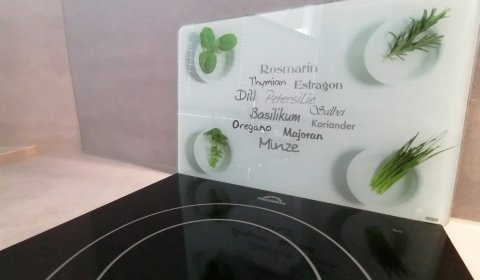 Rosmarin
Thymian Estragon
Dill Petersilie
Basilikum Salbei
Oregano Majoran Koriander
Minze